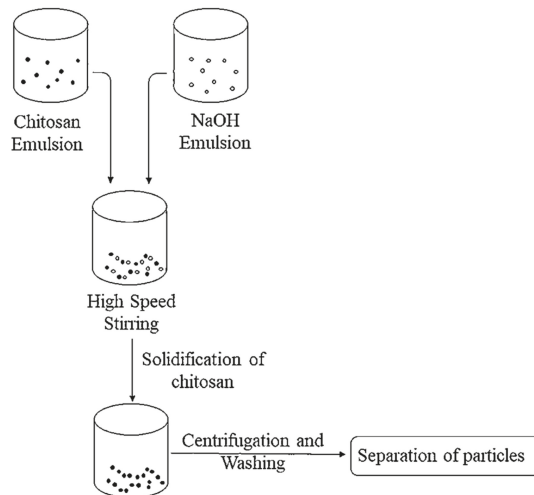 Chitosan
Emulsion
NaOH
Emulsion
High Speed
Stirring
Solidification of
chitosan
Centrifugation and
Washing
Separation of particles